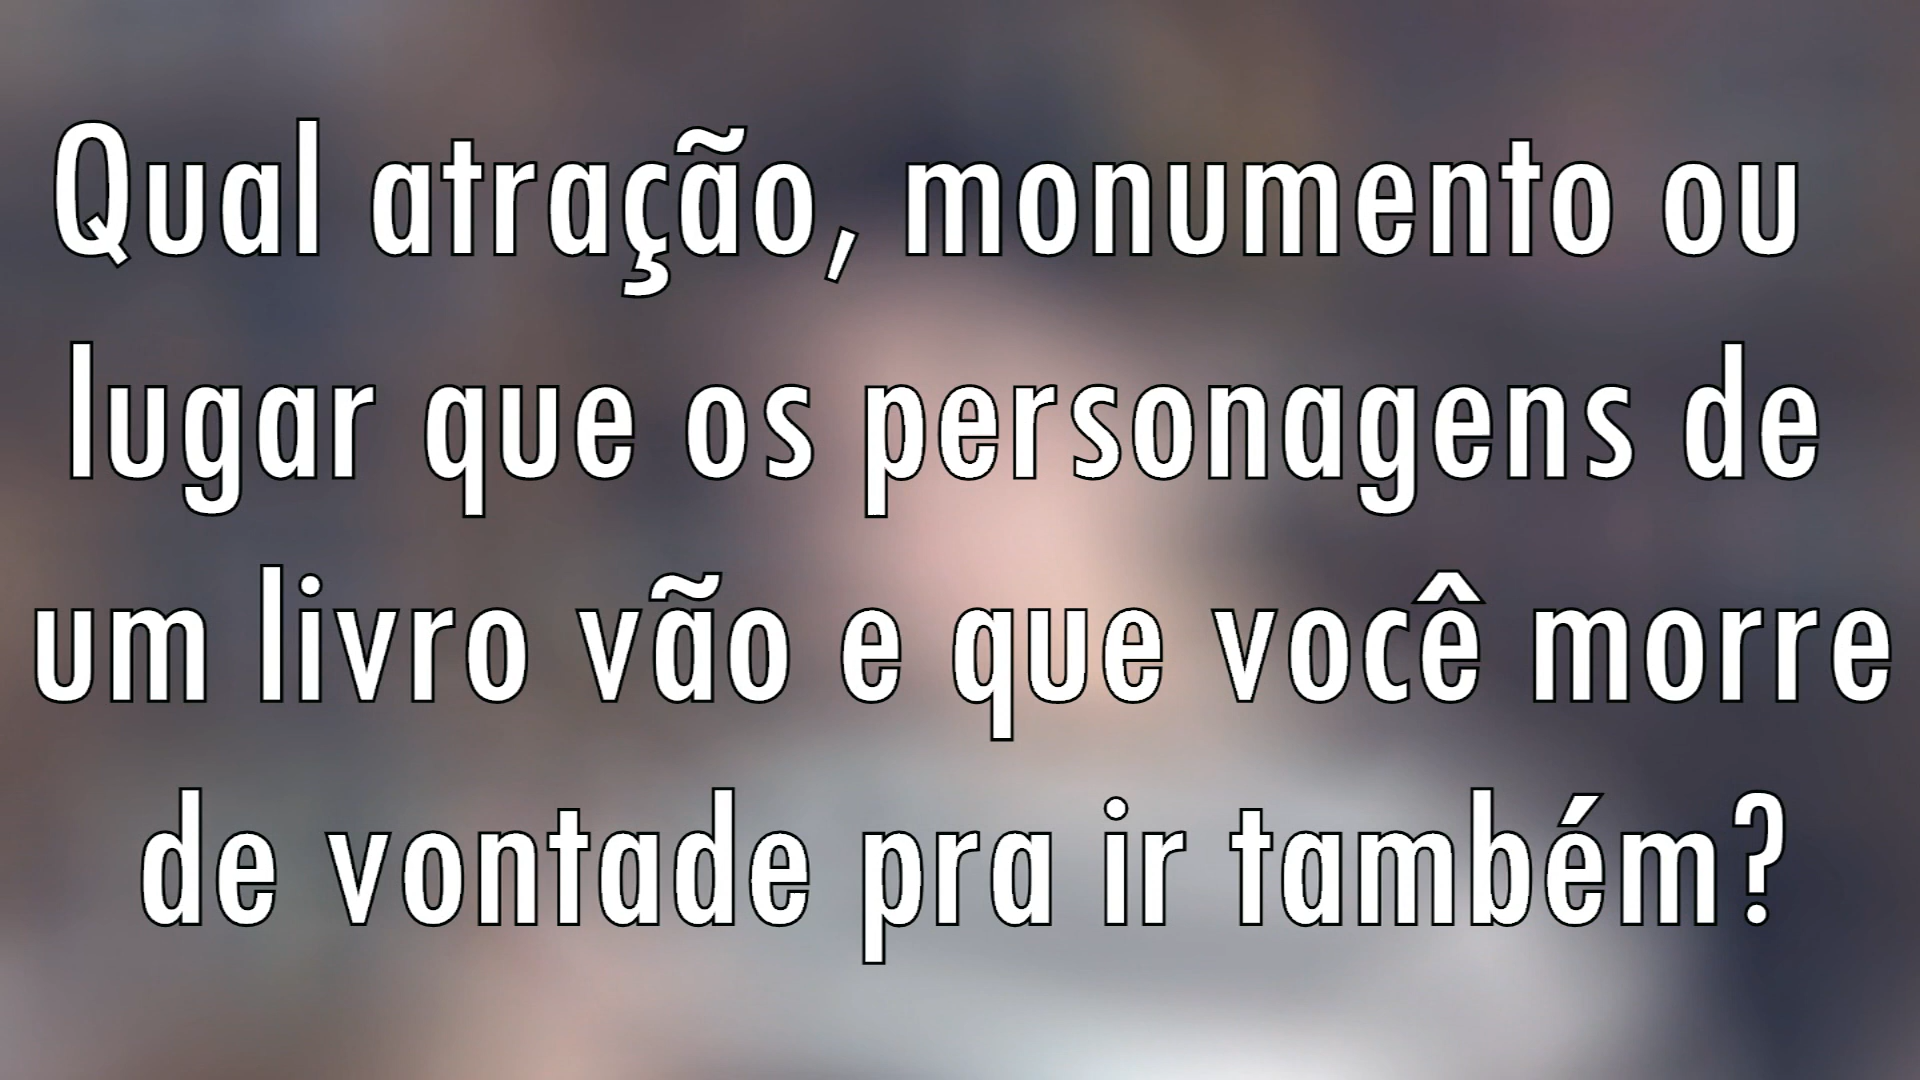 Qual atração, monumento ou
lugar que os personagens de
um livro vão e que você morre
de vontade pra ir também?